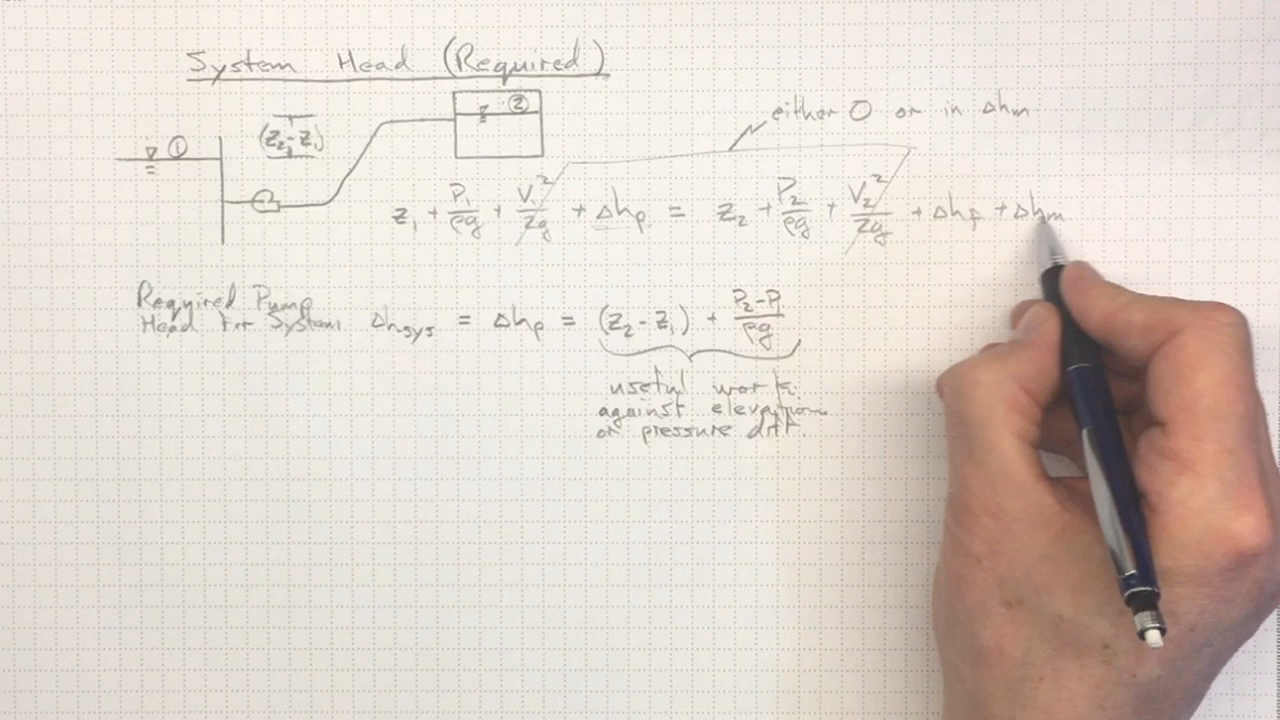 System Head (Required)
①
(z₂-z₁)
②
either 0 or in Δhm
z₁ + P₁/ρg + V₁²/2g + Δhp = z₂ + P₂/ρg + V₂²/2g + Δhf + Δhm
Required Pump
Head For System Δhsys = Δhp = (z₂-z₁) + P₂-P₁/ρg
useful work
against elevation
or pressure diff.